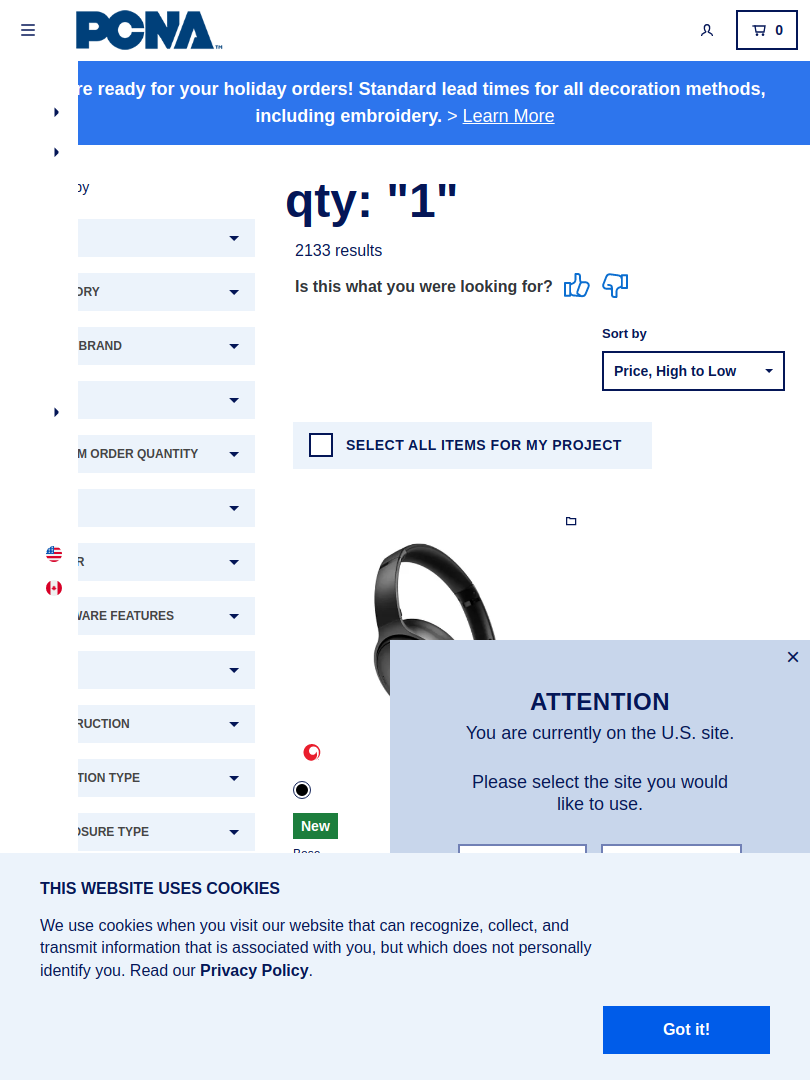 PCNA™
0
re ready for your holiday orders! Standard lead times for all decoration methods,
including embroidery. > Learn More
by
qty: "1"
2133 results
Is this what you were looking for?
ORY
BRAND
Sort by
Price, High to Low
M ORDER QUANTITY
SELECT ALL ITEMS FOR MY PROJECT
R
WARE FEATURES
RUCTION
TION TYPE
OSURE TYPE
New
Bose
×
ATTENTION
You are currently on the U.S. site.
Please select the site you would
like to use.
THIS WEBSITE USES COOKIES
We use cookies when you visit our website that can recognize, collect, and
transmit information that is associated with you, but which does not personally
identify you. Read our Privacy Policy.
Got it!